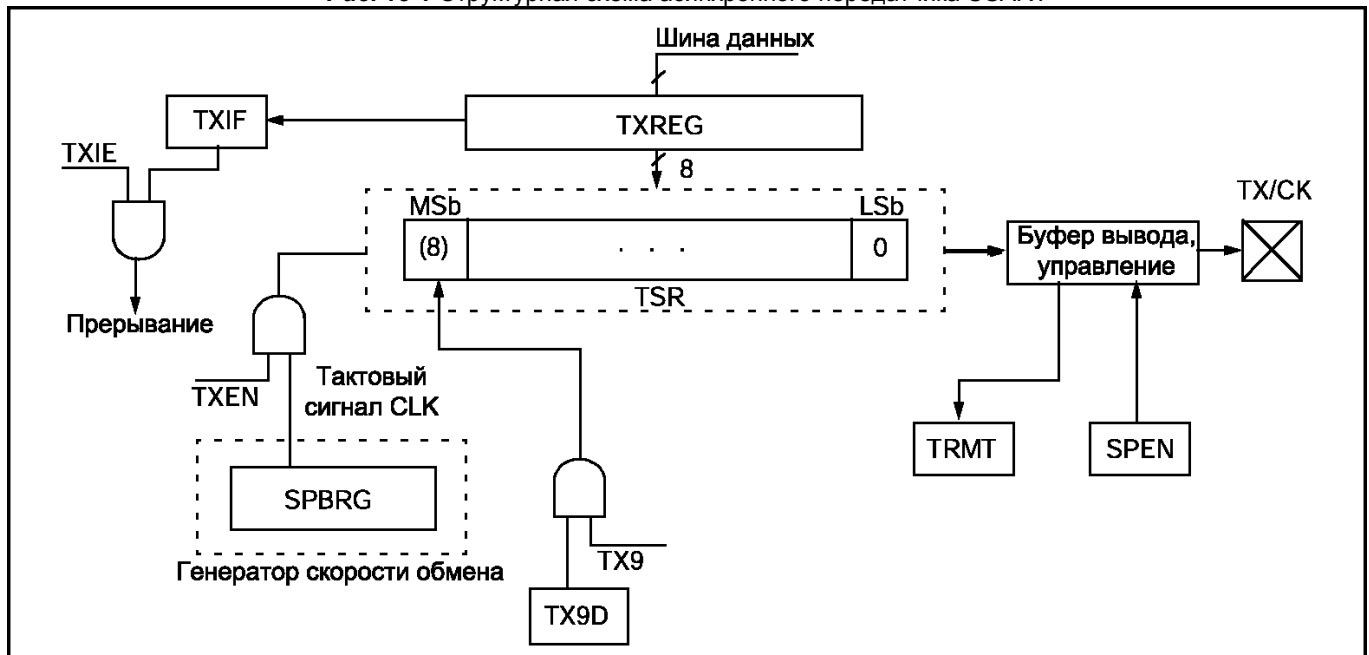 Шина данных
TXIF
TXREG
TXIE
8
MSb
LSb
TX/CK
(8)
. . .
0
Буфер вывода,
управление
TSR
Прерывание
TXEN
Тактовый
сигнал CLK
TRMT
SPEN
SPBRG
TX9
Генератор скорости обмена
TX9D